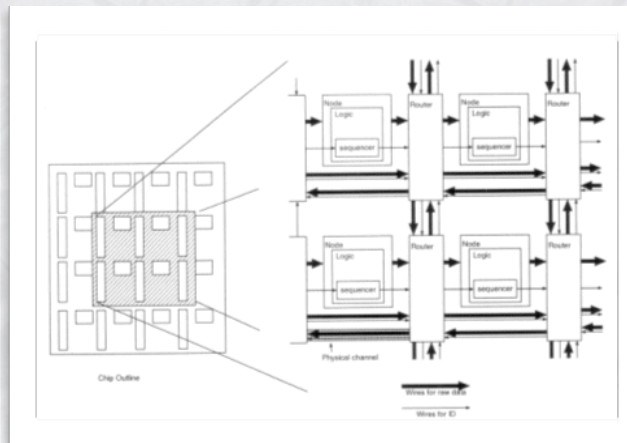 Node
Logic
sequencer
Router
Node
Logic
sequencer
Router
Node
Logic
sequencer
Router
Node
Logic
sequencer
Router
Physical channel
Chip Outline
Wires for raw data
Wires for ID